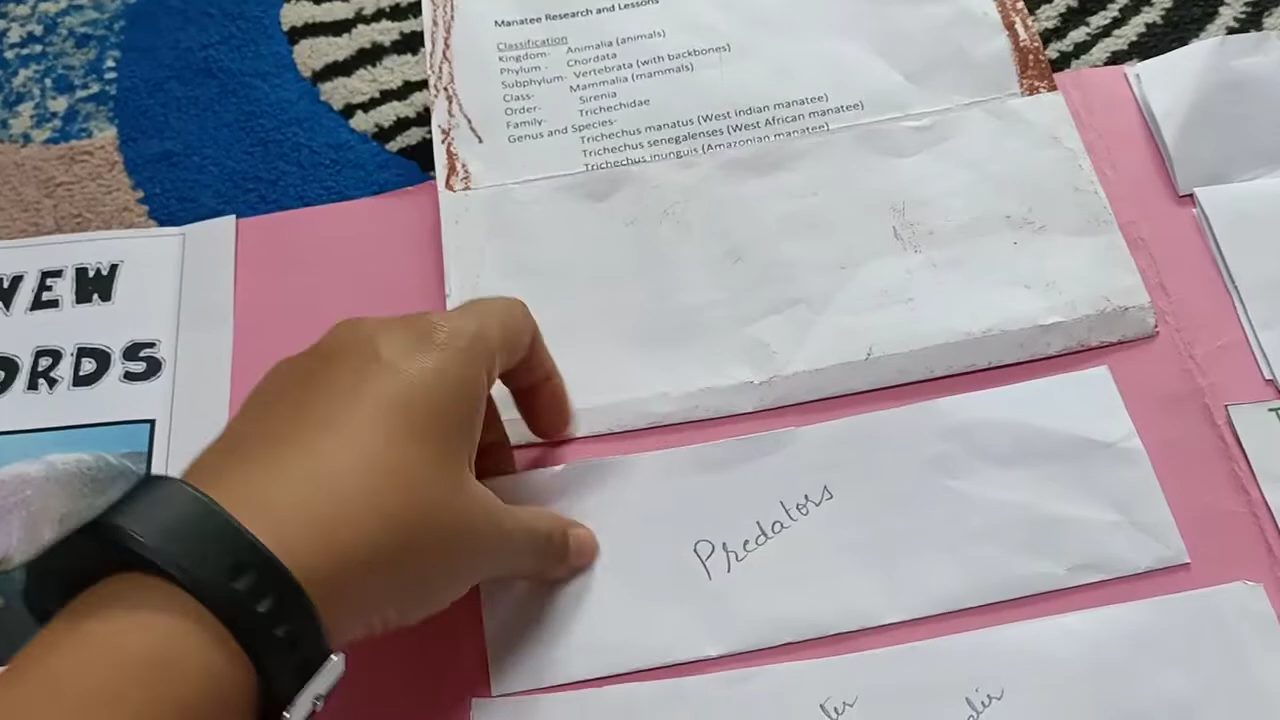 Manatee Research and Lessons
Classification
Kingdom- Animalia (animals)
Phylum - Chordata
Subphylum- Vertebrata (with backbones)
Class- Mammalia (mammals)
Order- Sirenia
Family- Trichechidae
Genus and Species-
Trichechus manatus (West Indian manatee)
Trichechus senegalenses (West African manatee)
Trichechus inunguis (Amazonian manatee)
NEW
ORDS
Predators